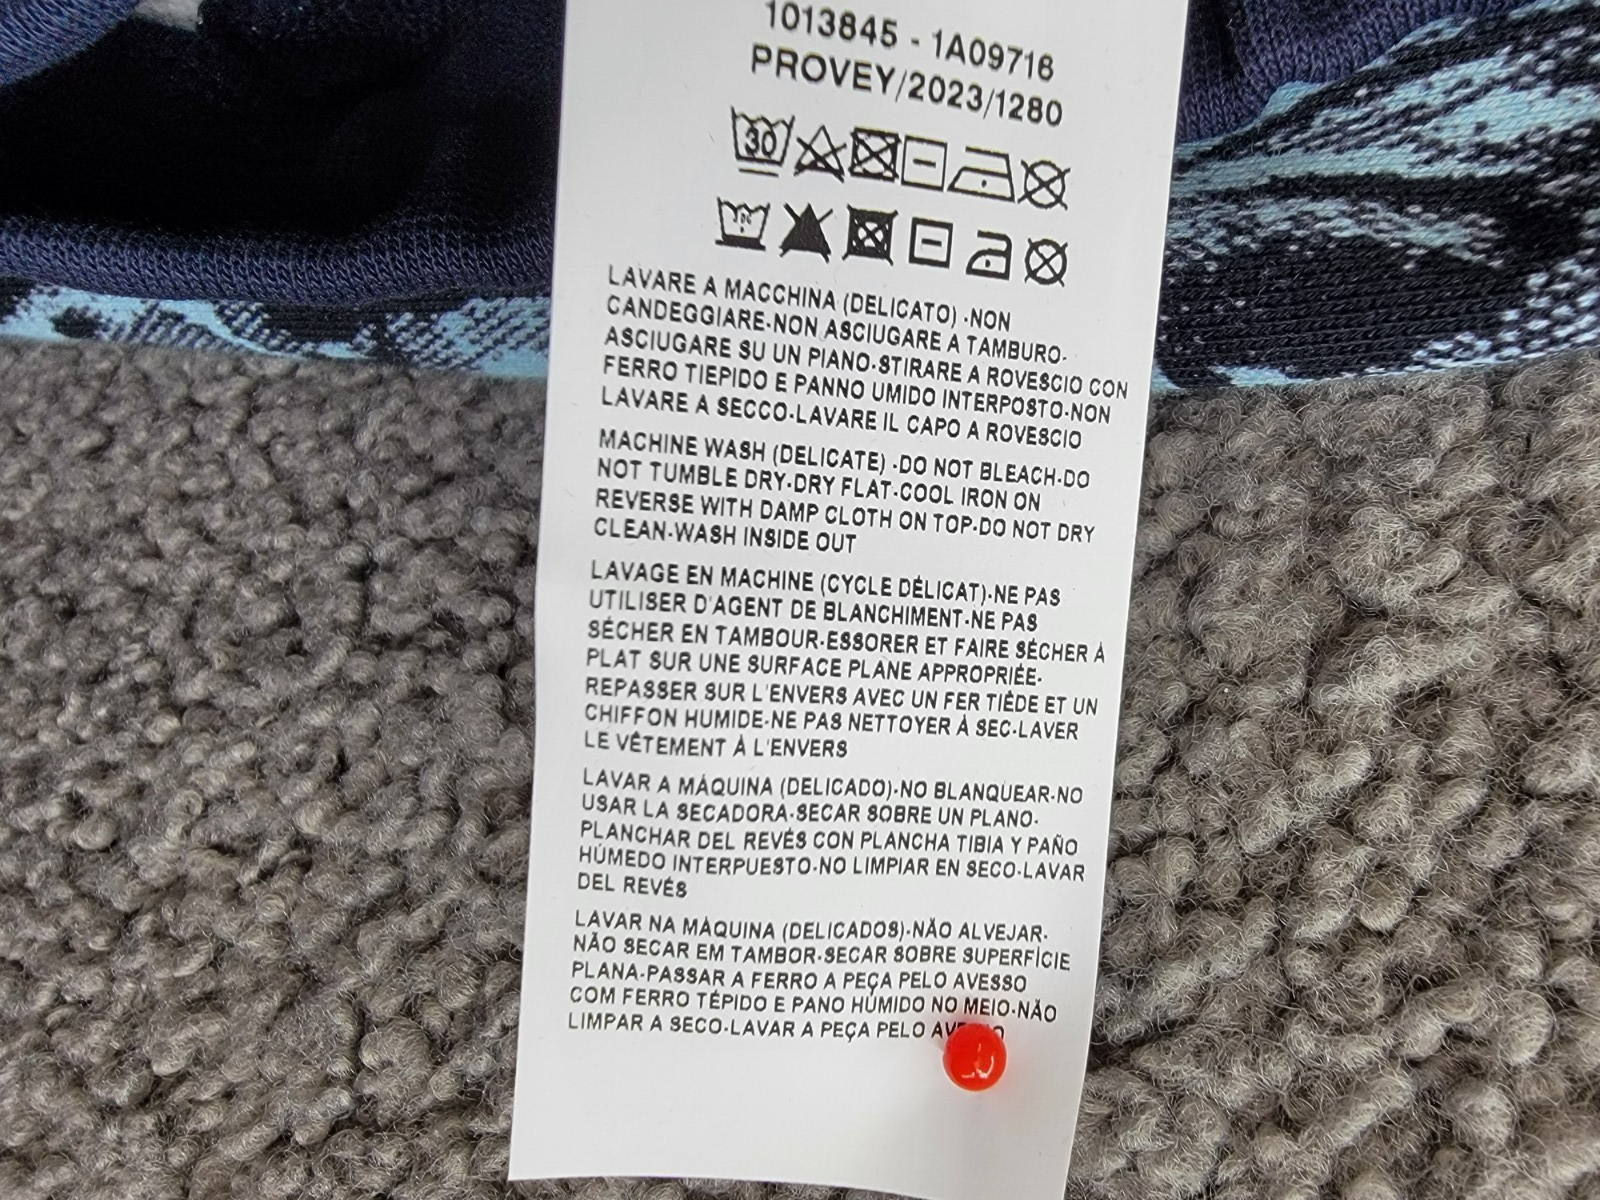 1013845 - 1A09716
PROVEY/2023/1280
30
LAVARE A MACCHINA (DELICATO) -NON
CANDEGGIARE-NON ASCIUGARE A TAMBURO-
ASCIUGARE SU UN PIANO-STIRARE A ROVESCIO CON
FERRO TIEPIDO E PANNO UMIDO INTERPOSTO-NON
LAVARE A SECCO-LAVARE IL CAPO A ROVESCIO
MACHINE WASH (DELICATE) -DO NOT BLEACH-DO
NOT TUMBLE DRY-DRY FLAT-COOL IRON ON
REVERSE WITH DAMP CLOTH ON TOP-DO NOT DRY
CLEAN-WASH INSIDE OUT
LAVAGE EN MACHINE (CYCLE DÉLICAT)-NE PAS
UTILISER D'AGENT DE BLANCHIMENT-NE PAS
SÉCHER EN TAMBOUR-ESSORER ET FAIRE SÉCHER À
PLAT SUR UNE SURFACE PLANE APPROPRIÉE-
REPASSER SUR L'ENVERS AVEC UN FER TIÈDE ET UN
CHIFFON HUMIDE-NE PAS NETTOYER À SEC-LAVER
LE VÊTEMENT À L'ENVERS
LAVAR A MÁQUINA (DELICADO)-NO BLANQUEAR-NO
USAR LA SECADORA-SECAR SOBRE UN PLANO-
PLANCHAR DEL REVÉS CON PLANCHA TIBIA Y PAÑO
HÚMEDO INTERPUESTO-NO LIMPIAR EN SECO-LAVAR
DEL REVÉS
LAVAR NA MÁQUINA (DELICADOS)-NÃO ALVEJAR-
NÃO SECAR EM TAMBOR-SECAR SOBRE SUPERFÍCIE
PLANA-PASSAR A FERRO A PEÇA PELO AVESSO
COM FERRO TÉPIDO E PANO HÚMIDO NO MEIO-NÃO
LIMPAR A SECO-LAVAR A PEÇA PELO